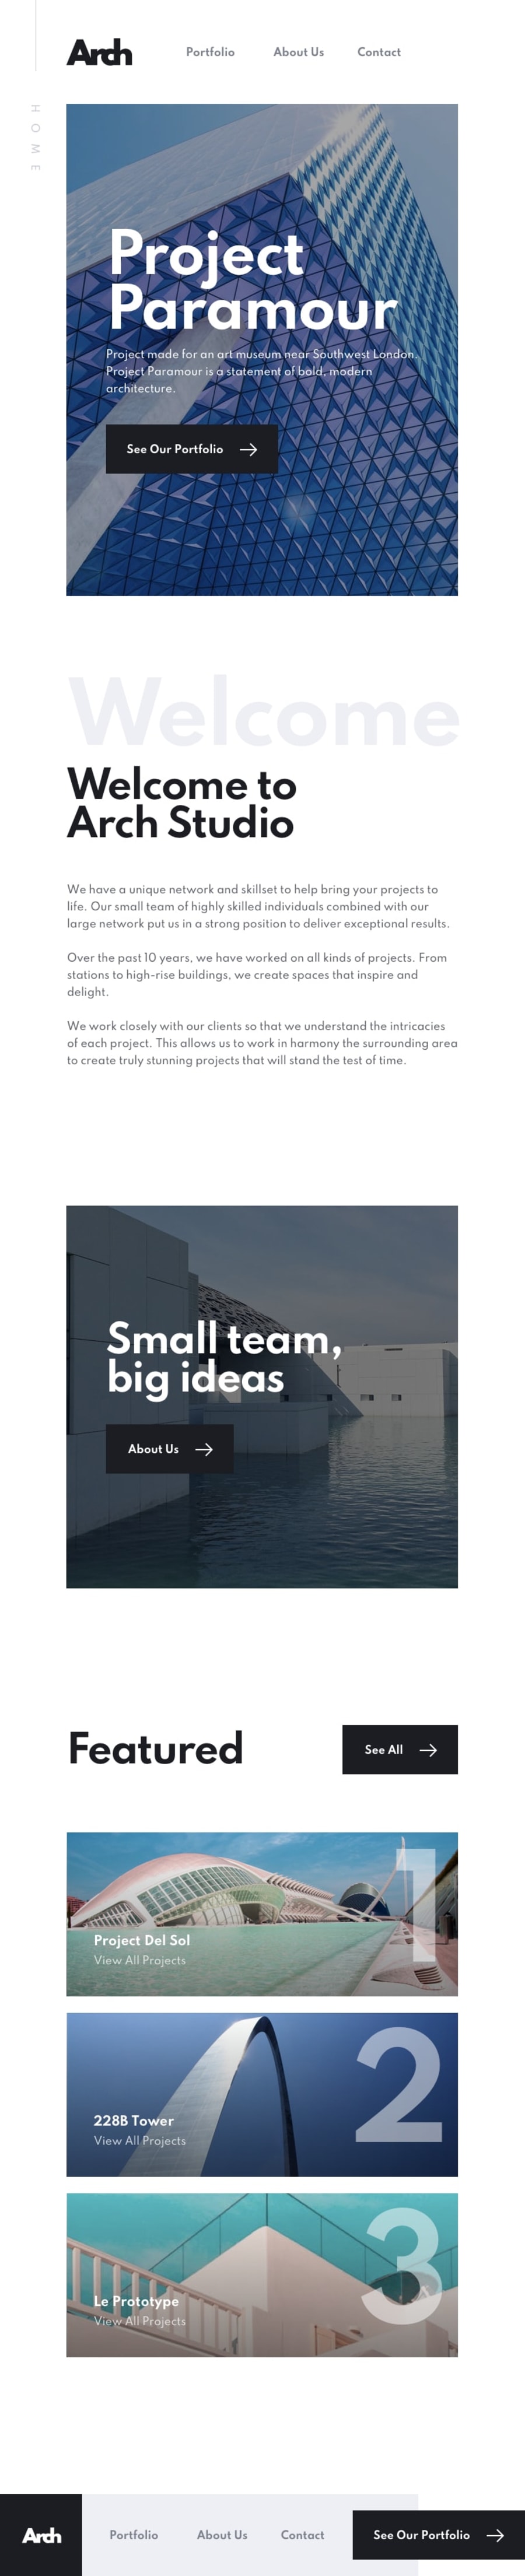 Arch
Portfolio About Us Contact
HOME
Project
Paramour
Project made for an art museum near Southwest London.
Project Paramour is a statement of bold, modern
architecture.
See Our Portfolio
Welcome
Welcome to
Arch Studio
We have a unique network and skillset to help bring your projects to
life. Our small team of highly skilled individuals combined with our
large network put us in a strong position to deliver exceptional results.
Over the past 10 years, we have worked on all kinds of projects. From
stations to high-rise buildings, we create spaces that inspire and
delight.
We work closely with our clients so that we understand the intricacies
of each project. This allows us to work in harmony the surrounding area
to create truly stunning projects that will stand the test of time.
Small team,
big ideas
About Us
Featured
See All
1
Project Del Sol
View All Projects
2
228B Tower
View All Projects
3
Le Prototype
View All Projects
Arch
Portfolio About Us Contact
See Our Portfolio